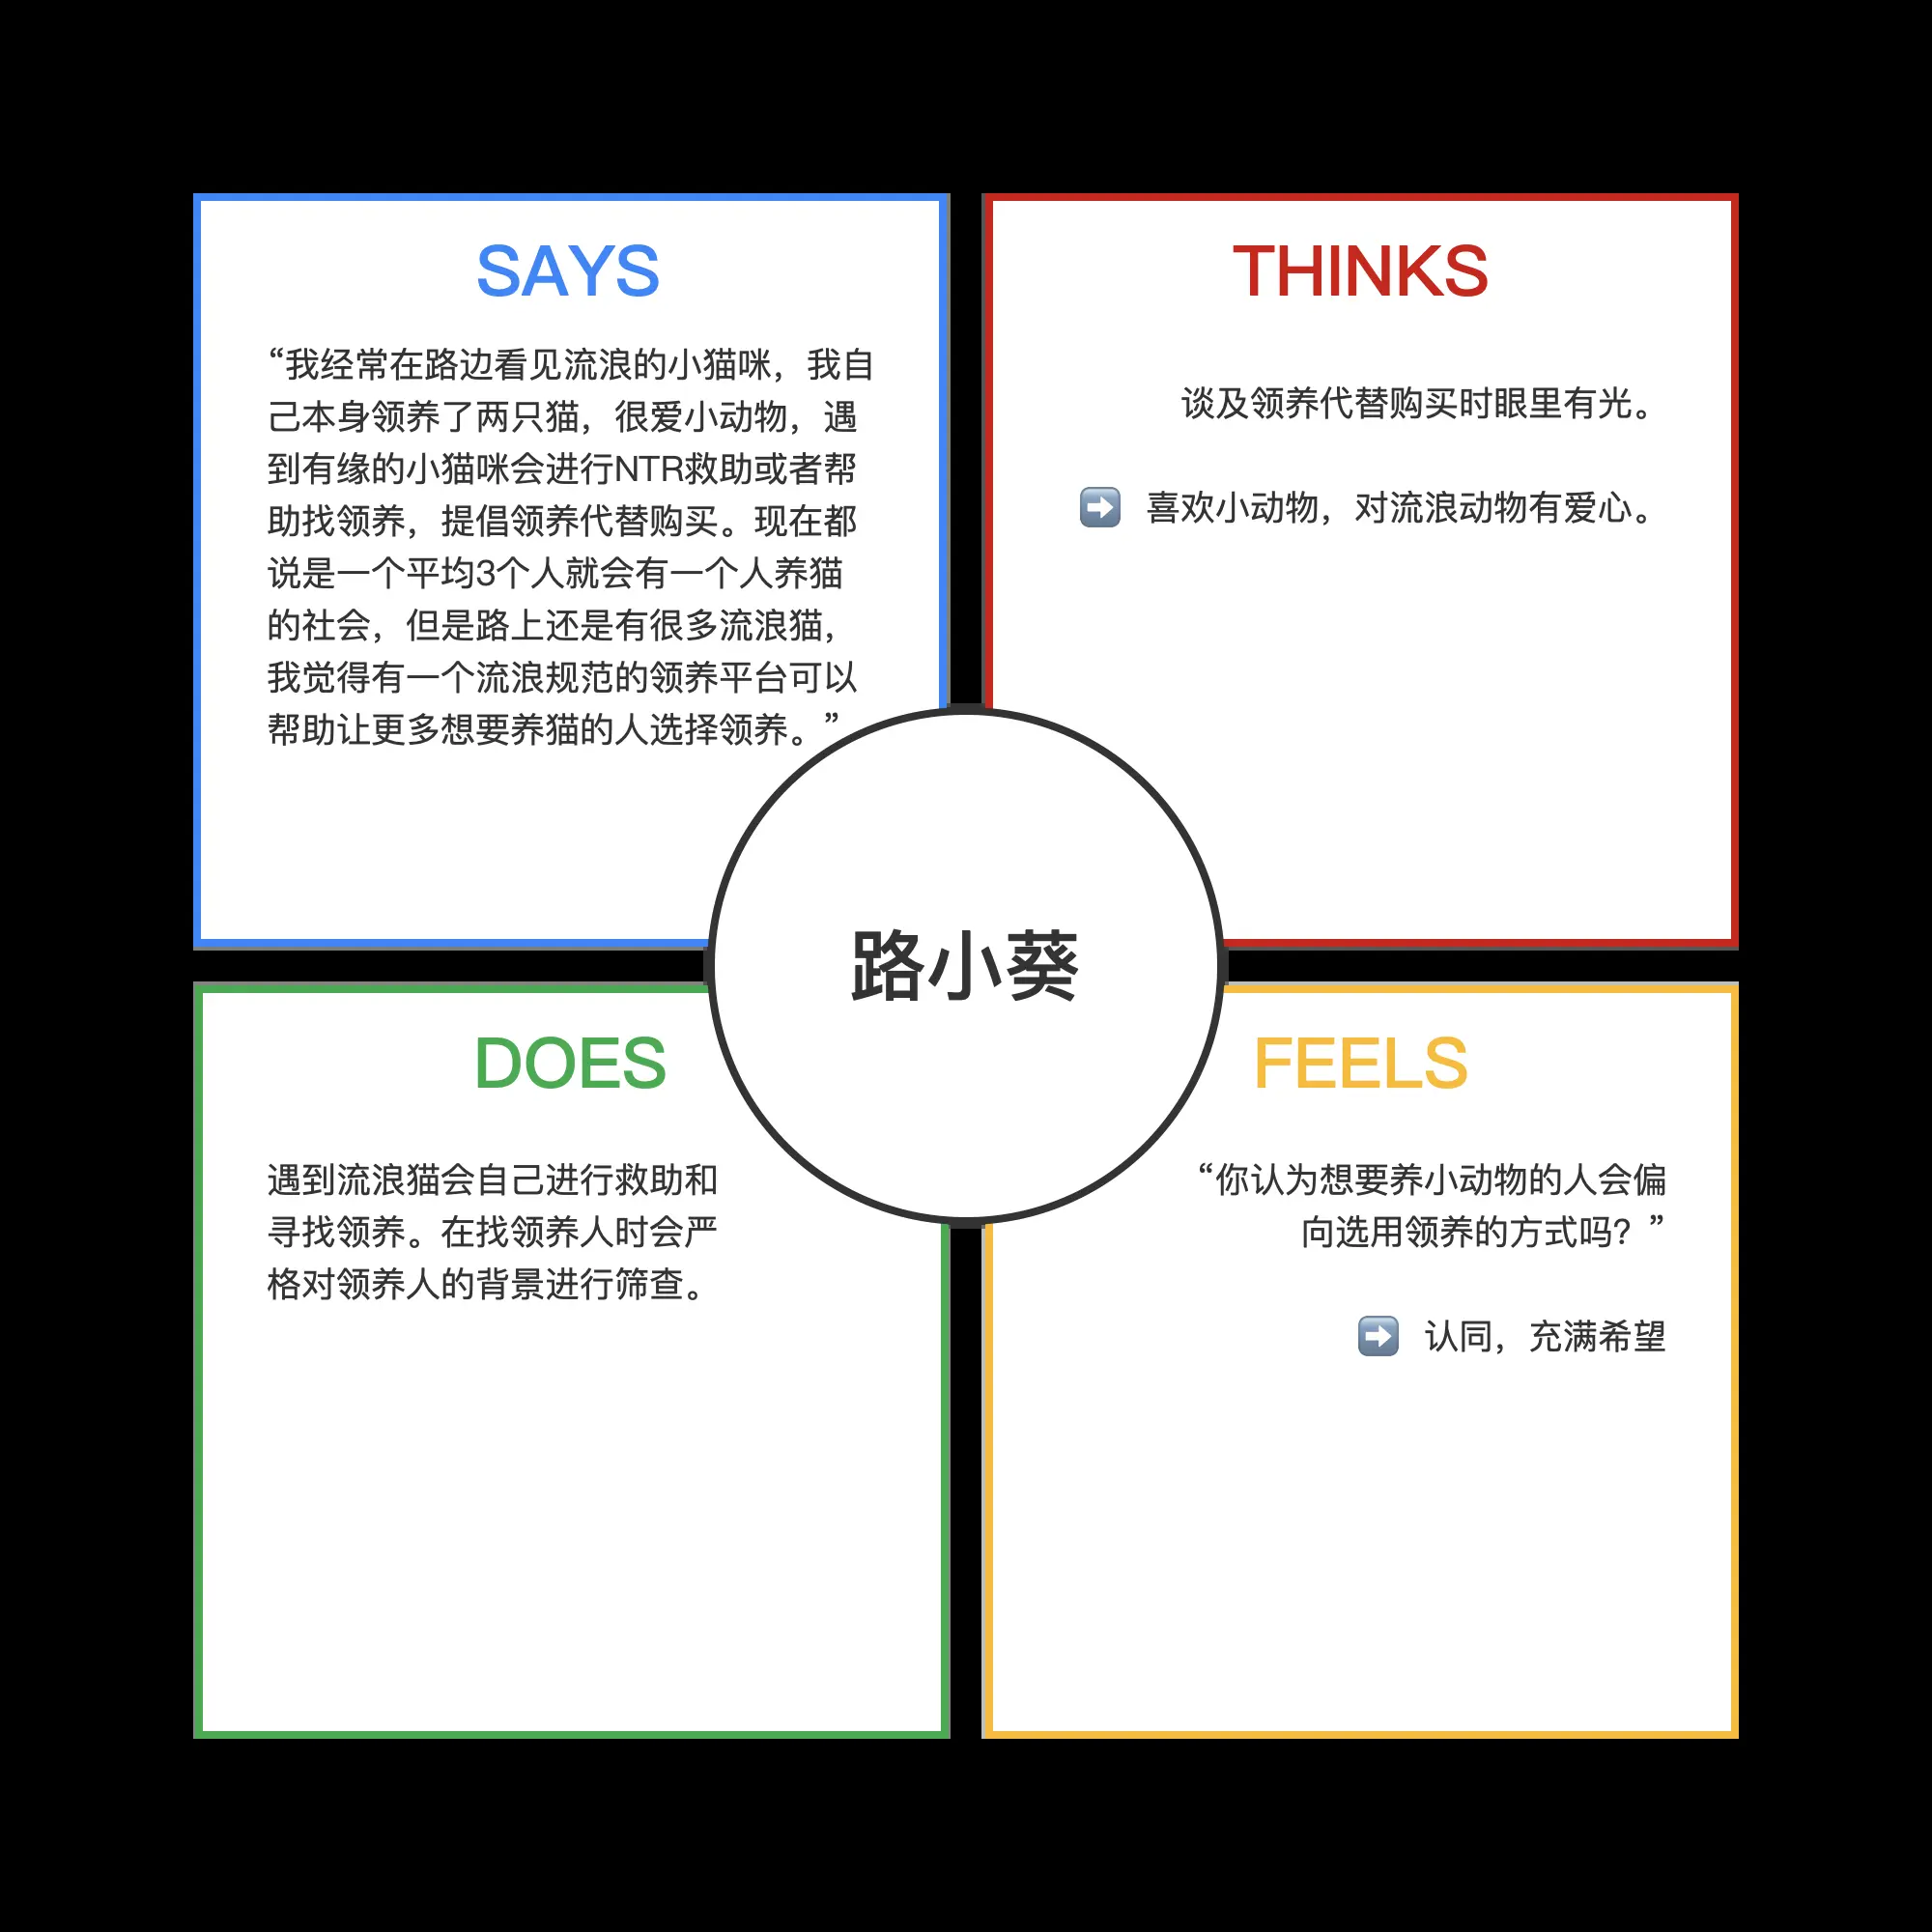 SAYS
“我经常在路边看见流浪的小猫咪，我自
己本身领养了两只猫，很爱小动物，遇
到有缘的小猫咪会进行NTR救助或者帮
助找领养，提倡领养代替购买。现在都
说是一个平均3个人就会有一个人养猫
的社会，但是路上还是有很多流浪猫，
我觉得有一个流浪规范的领养平台可以
帮助让更多想要养猫的人选择领养。”
THINKS
谈及领养代替购买时眼里有光。
➡️ 喜欢小动物，对流浪动物有爱心。
路小葵
DOES
遇到流浪猫会自己进行救助和
寻找领养。在找领养人时会严
格对领养人的背景进行筛查。
FEELS
“你认为想要养小动物的人会偏
向选用领养的方式吗？”
➡️ 认同，充满希望